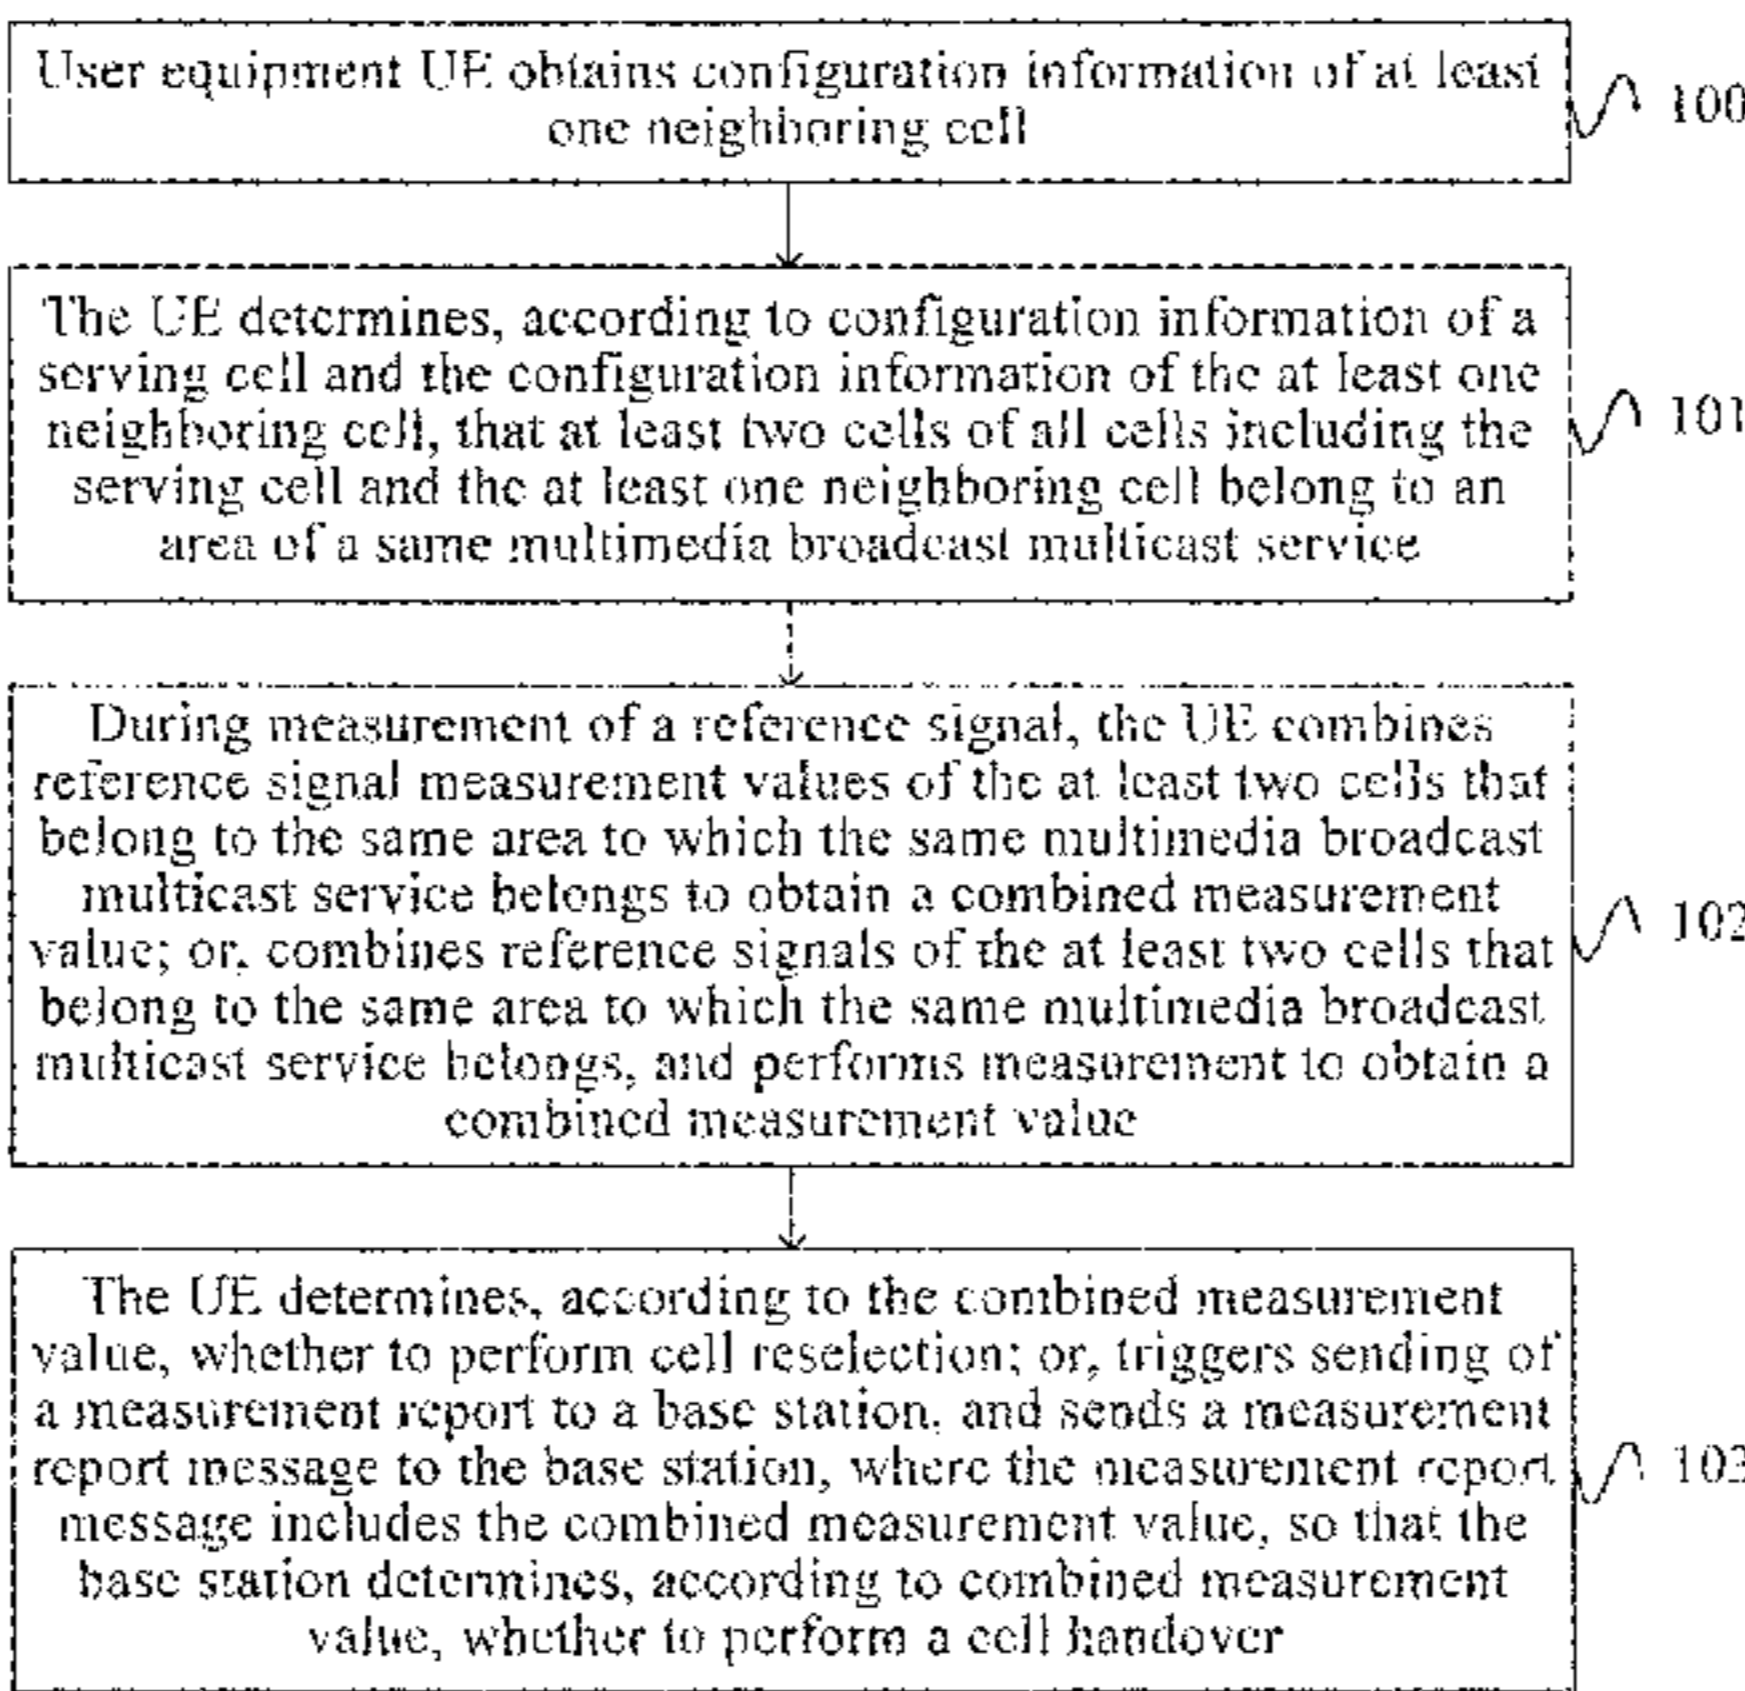 User equipment UE obtains configuration information of at least
one neighboring cell
100
The UE determines, according to configuration information of a
serving cell and the configuration information of the at least one
neighboring cell, that at least two cells of all cells including the
serving cell and the at least one neighboring cell belong to an
area of a same multimedia broadcast multicast service
101
During measurement of a reference signal, the UE combines
reference signal measurement values of the at least two cells that
belong to the same area to which the same multimedia broadcast
multicast service belongs to obtain a combined measurement
value; or, combines reference signals of the at least two cells that
belong to the same area to which the same multimedia broadcast
multicast service belongs, and performs measurement to obtain a
combined measurement value
102
The UE determines, according to the combined measurement
value, whether to perform cell reselection; or, triggers sending of
a measurement report to a base station, and sends a measurement
report message to the base station, where the measurement report
message includes the combined measurement value, so that the
base station determines, according to combined measurement
value, whether to perform a cell handover
103